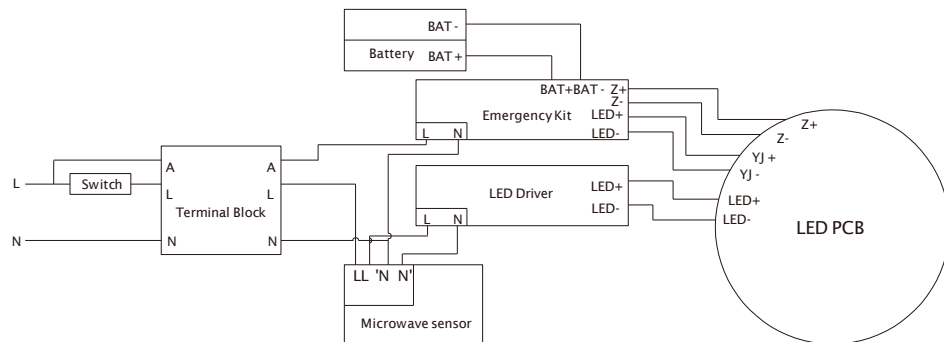 BAT -
Battery BAT +
BAT+BAT - Z+
Z-
Emergency Kit LED+
L N LED-
Z+
Z-
YJ +
YJ -
L Switch
A A
L L
Terminal Block
N N N
LED Driver LED+
LED-
L N
LED+
LED-
LED PCB
LL 'N N'
Microwave sensor